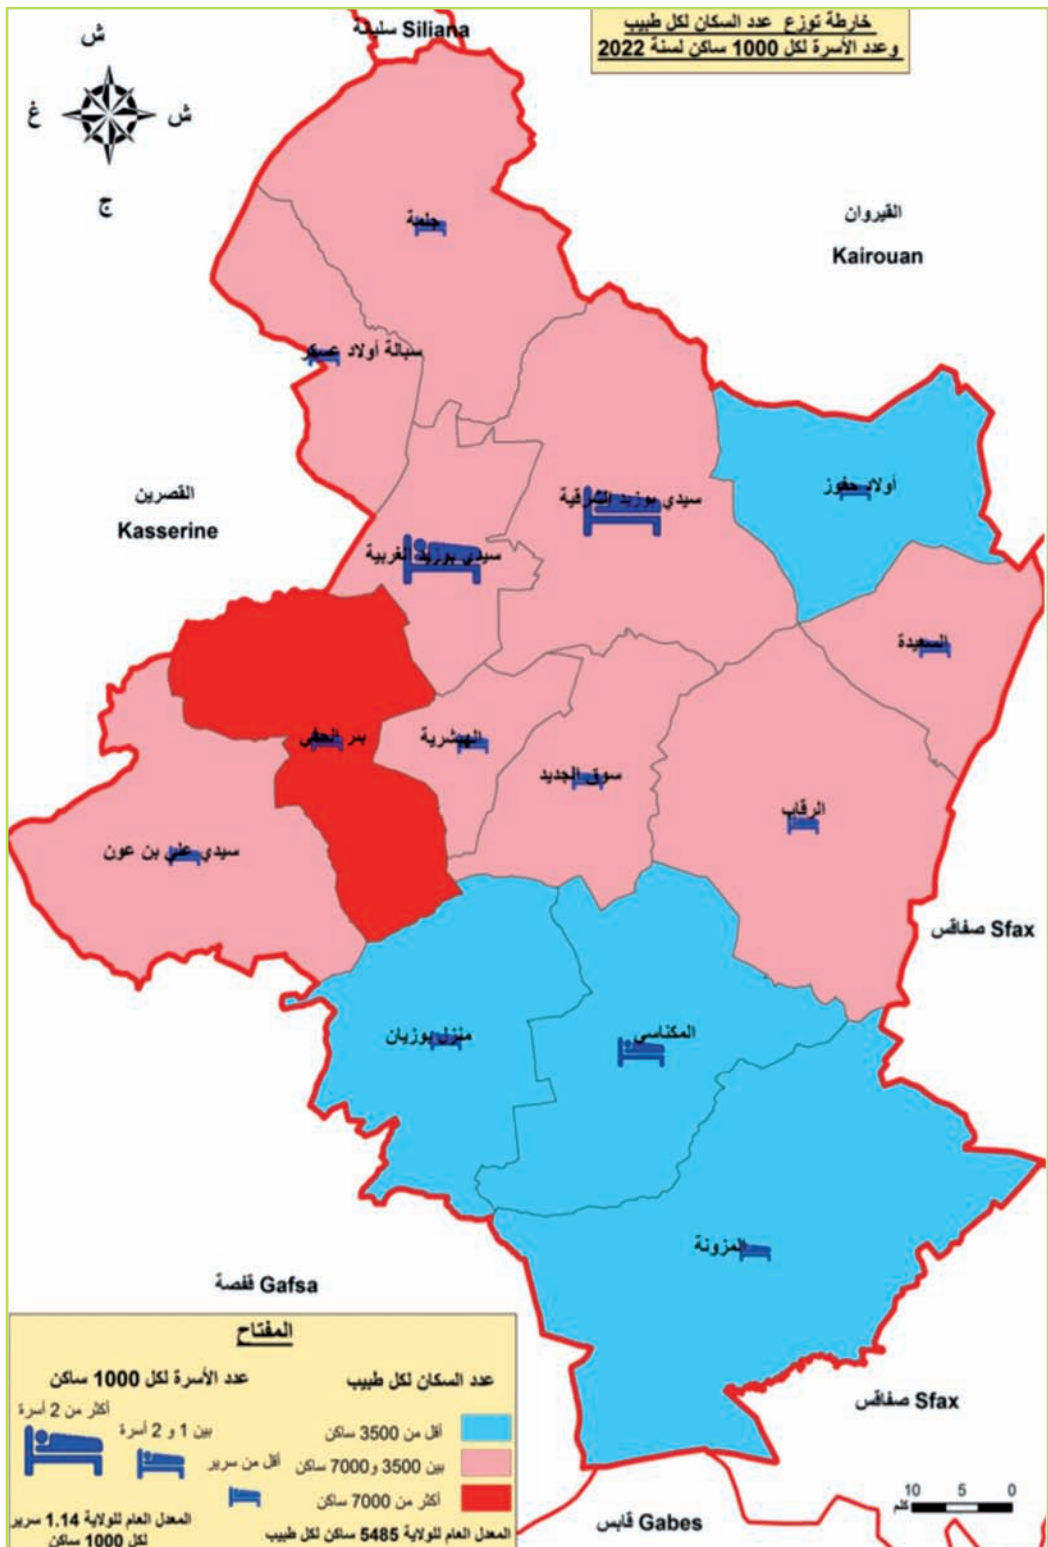 خارطة توزع عدد السكان لكل طبيب
وعدد الأسرة لكل 1000 ساكن لسنة 2022
سليانة Siliana
ش
غ
ش
ج
القيروان
Kairouan
جلمة
سبالة أولاد عسكر
القصرين
Kasserine
أولاد حفوز
سيدي بوزيد الشرقية
سيدي بوزيد الغربية
السعيدة
بئر الحفي
الهيشرية
سوق الجديد
الرقاب
سيدي علي بن عون
صفاقس Sfax
منزل بوزيان
المكناسي
المزونة
قفصة Gafsa
صفاقس Sfax
قابس Gabes
المفتاح
عدد السكان لكل طبيب
أقل من 3500 ساكن
بين 3500 و7000 ساكن
أكثر من 7000 ساكن
المعدل العام للولاية 5485 ساكن لكل طبيب
عدد الأسرة لكل 1000 ساكن
أكثر من 2 أسرة
بين 1 و 2 أسرة
أقل من سرير
المعدل العام للولاية 1.14 سرير
لكل 1000 ساكن
10 5 0
كلم